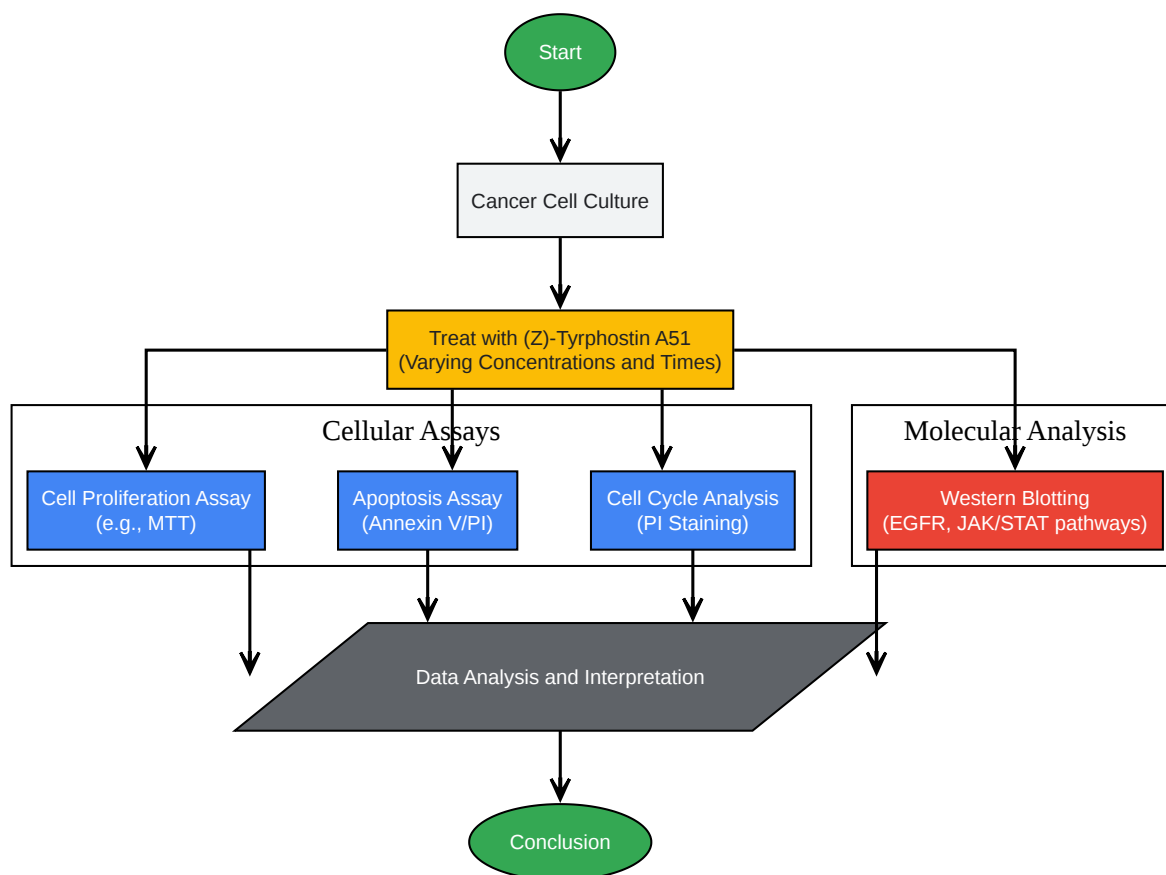 Start
Cancer Cell Culture
Treat with (Z)-Tyrphostin A51
(Varying Concentrations and Times)
Cellular Assays
Molecular Analysis
Cell Proliferation Assay
(e.g., MTT)
Apoptosis Assay
(Annexin V/PI)
Cell Cycle Analysis
(PI Staining)
Western Blotting
(EGFR, JAK/STAT pathways)
Data Analysis and Interpretation
Conclusion